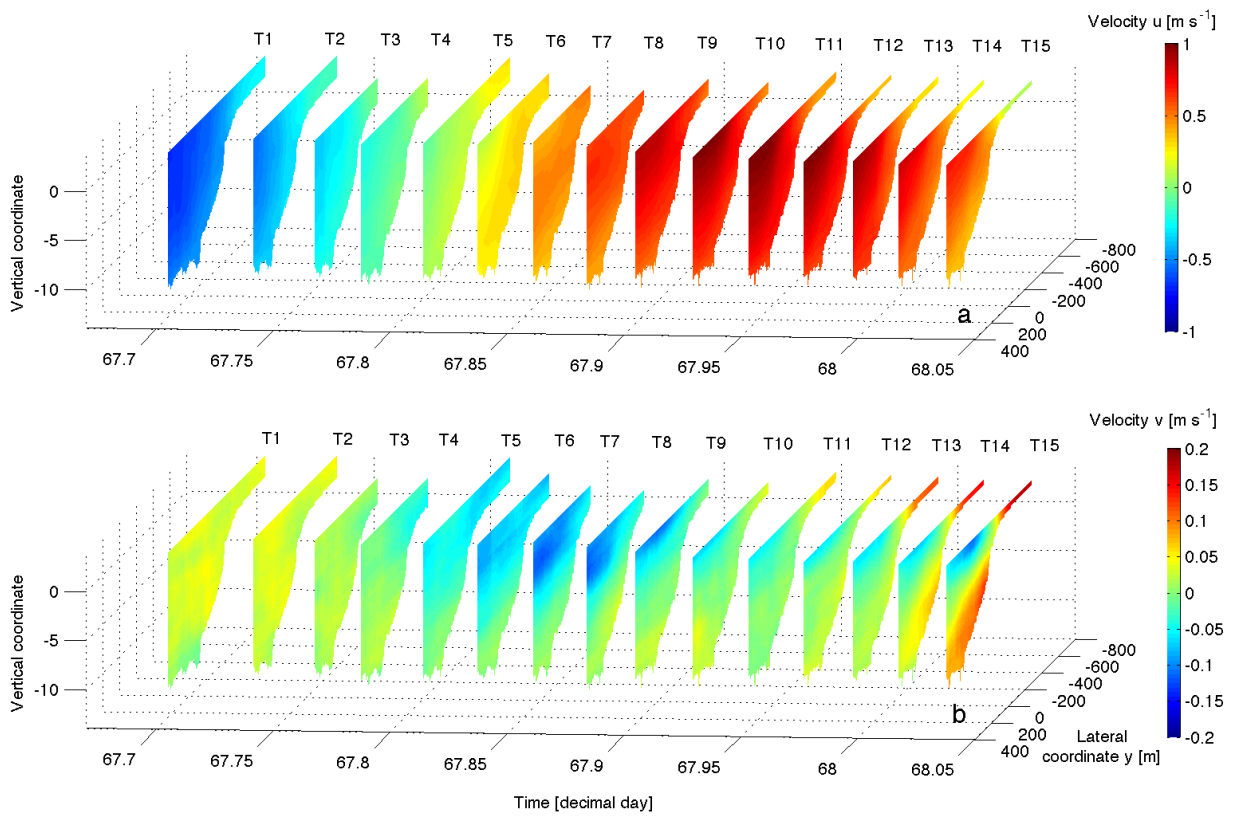 Velocity u [m s-1]
T1 T2 T3 T4 T5 T6 T7 T8 T9 T10 T11 T12 T13 T14 T15
1
0.5
0
-0.5
-1
Vertical coordinate
0
-5
-10
-800
-600
-400
-200
0
200
400
a
67.7 67.75 67.8 67.85 67.9 67.95 68 68.05
Velocity v [m s-1]
T1 T2 T3 T4 T5 T6 T7 T8 T9 T10 T11 T12 T13 T14 T15
0.2
0.15
0.1
0.05
0
-0.05
-0.1
-0.15
-0.2
Vertical coordinate
0
-5
-10
-800
-600
-400
-200
0
200
400
b
Lateral
coordinate y [m]
67.7 67.75 67.8 67.85 67.9 67.95 68 68.05
Time [decimal day]